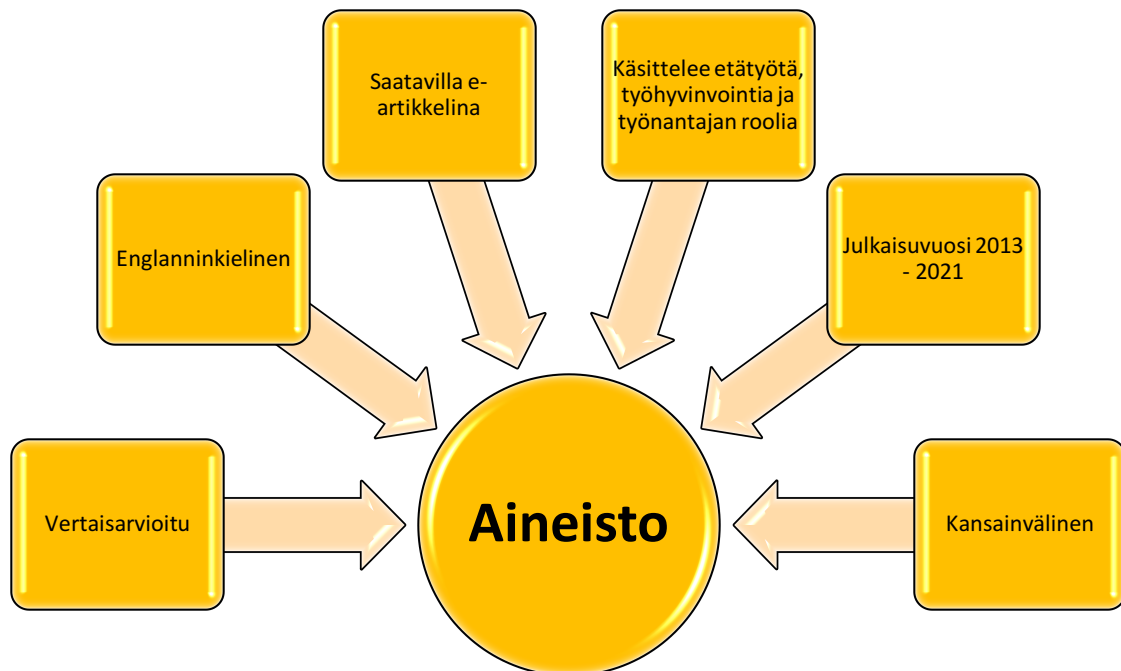 Saatavilla e-
artikkelina
Käsittelee etätyötä,
työhyvinvointia ja
työnantajan roolia
Englanninkielinen
Julkaisuvuosi 2013
- 2021
Vertaisarvioitu
Aineisto
Kansainvälinen